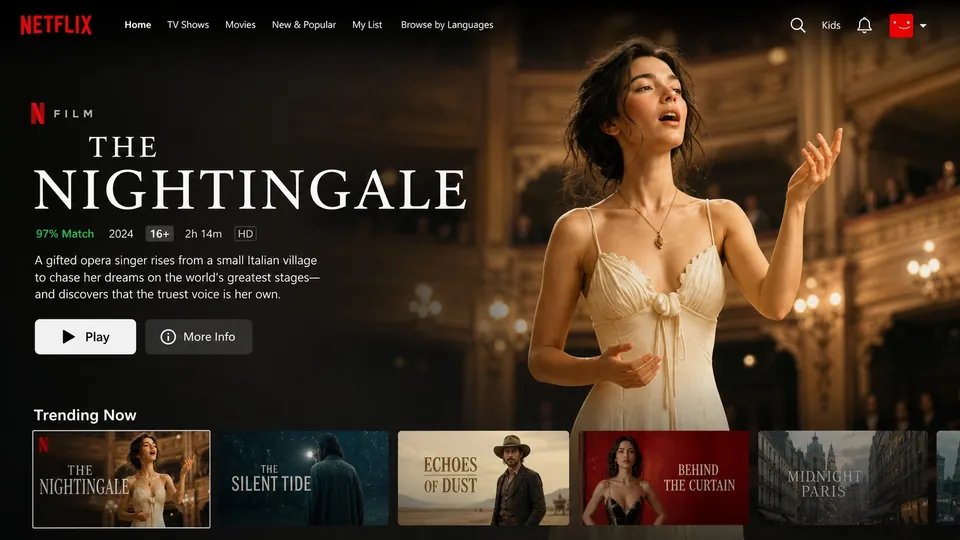 NETFLIX Home TV Shows Movies New & Popular My List Browse by Languages Kids
N FILM
THE
NIGHTINGALE
97% Match 2024 16+ 2h 14m HD
A gifted opera singer rises from a small Italian village
to chase her dreams on the world's greatest stages—
and discovers that the truest voice is her own.
Play More Info
Trending Now
N
THE
NIGHTINGALE
THE
SILENT TIDE
ECHOES
OF DUST
BEHIND
THE CURTAIN
MIDNIGHT
PARIS